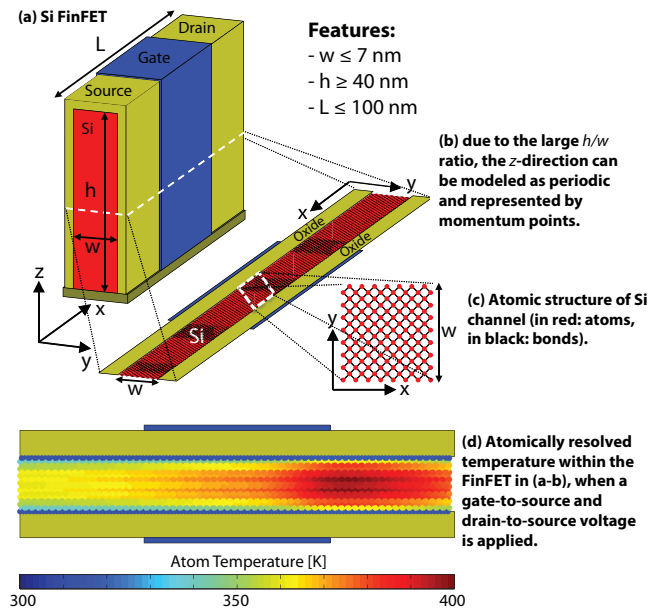 (a) Si FinFET
Drain
L
Gate
Source
Si
h
w
z
x
y
Features:
- w ≤ 7 nm
- h ≥ 40 nm
- L ≤ 100 nm
(b) due to the large h/w
ratio, the z-direction can
be modeled as periodic
and represented by
momentum points.
y
x
Oxide
Oxide
Si
w
y
w
x
(c) Atomic structure of Si
channel (in red: atoms,
in black: bonds).
(d) Atomically resolved
temperature within the
FinFET in (a-b), when a
gate-to-source and
drain-to-source voltage
is applied.
Atom Temperature [K]
300 350 400